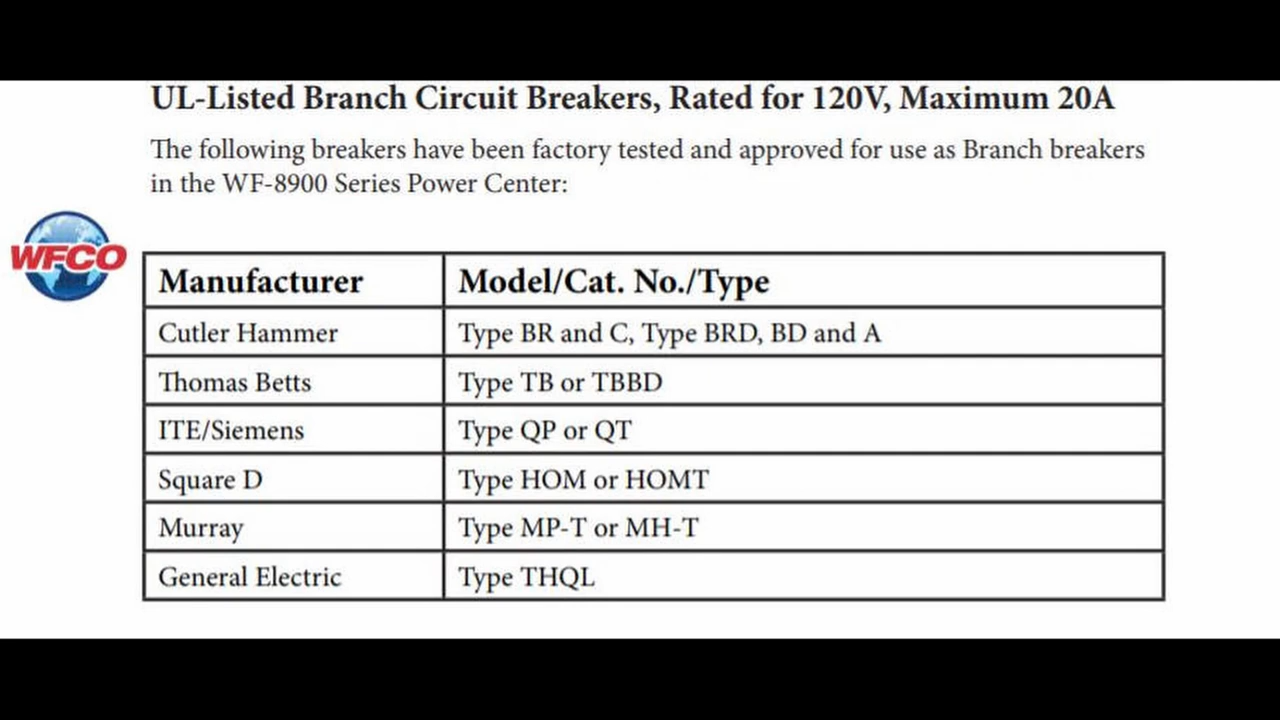 UL-Listed Branch Circuit Breakers, Rated for 120V, Maximum 20A
The following breakers have been factory tested and approved for use as Branch breakers
in the WF-8900 Series Power Center:
WFCO
Manufacturer Model/Cat. No./Type
Cutler Hammer Type BR and C, Type BRD, BD and A
Thomas Betts Type TB or TBBD
ITE/Siemens Type QP or QT
Square D Type HOM or HOMT
Murray Type MP-T or MH-T
General Electric Type THQL